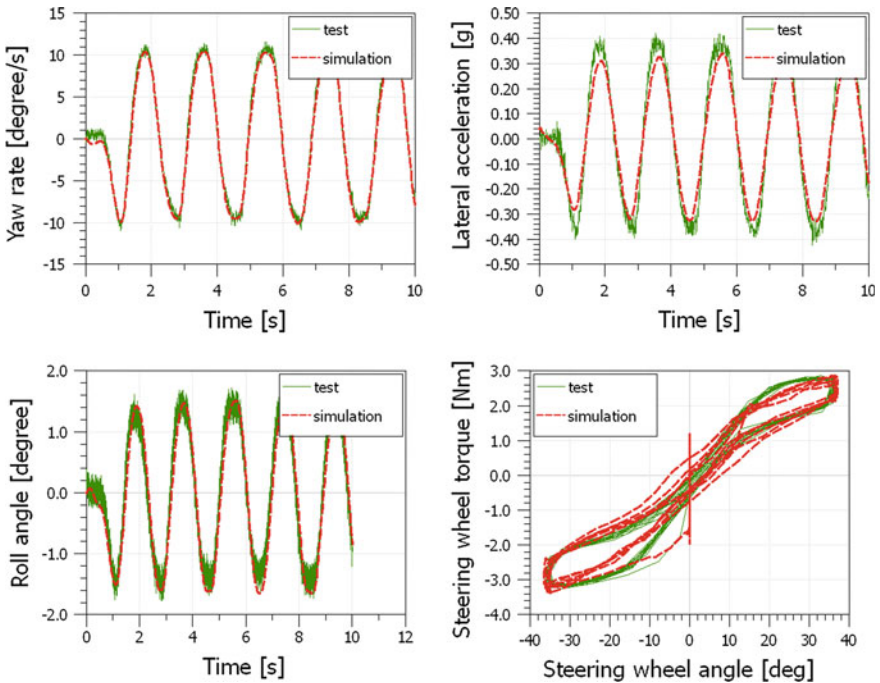 15
10
5
0
-5
-10
-15
Yaw rate [degree/s]
test
simulation
0 2 4 6 8 10
Time [s]
0.50
0.40
0.30
0.20
0.10
0.00
-0.10
-0.20
-0.30
-0.40
-0.50
Lateral acceleration [g]
test
simulation
0 2 4 6 8 10
Time [s]
2.0
1.0
0.0
-1.0
-2.0
Roll angle [degree]
test
simulation
0 2 4 6 8 10 12
Time [s]
3.0
2.0
1.0
0.0
-1.0
-2.0
-3.0
-4.0
Steering wheel torque [Nm]
test
simulation
-40 -30 -20 -10 0 10 20 30 40
Steering wheel angle [deg]